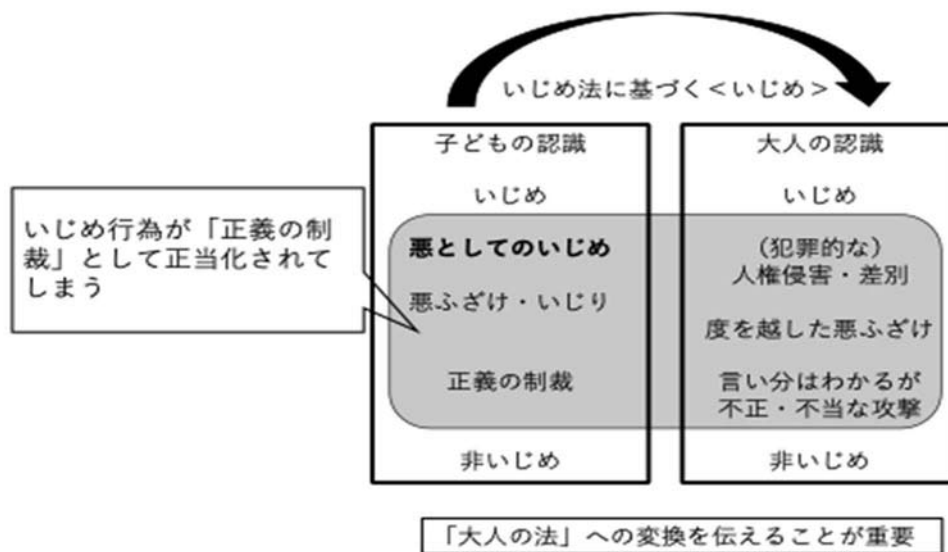 いじめ法に基づく＜いじめ＞
子どもの認識
いじめ
悪としてのいじめ
悪ふざけ・いじり
正義の制裁
非いじめ
大人の認識
いじめ
（犯罪的な）
人権侵害・差別
度を越した悪ふざけ
言い分はわかるが
不正・不当な攻撃
非いじめ
いじめ行為が「正義の制
裁」として正当化されて
しまう
「大人の法」への変換を伝えることが重要